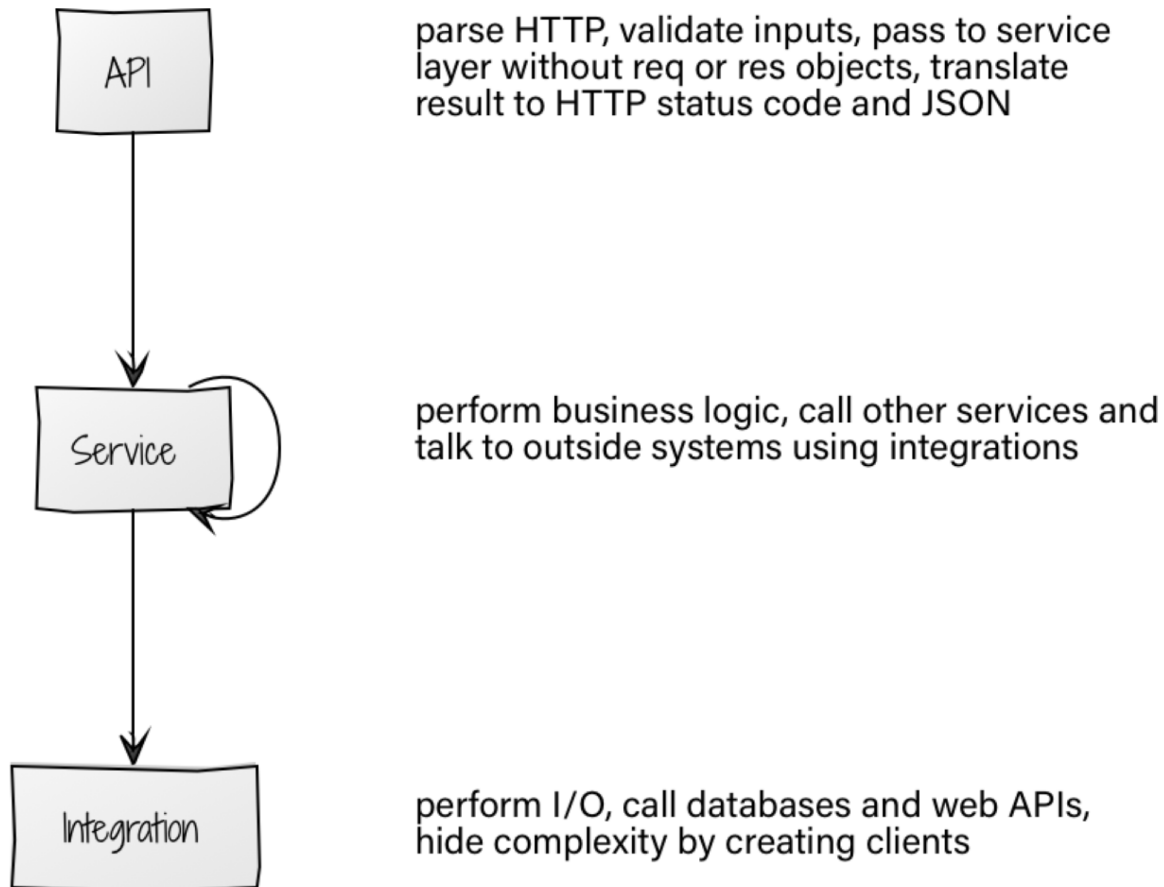 API
parse HTTP, validate inputs, pass to service
layer without req or res objects, translate
result to HTTP status code and JSON
Service
perform business logic, call other services and
talk to outside systems using integrations
Integration
perform I/O, call databases and web APIs,
hide complexity by creating clients